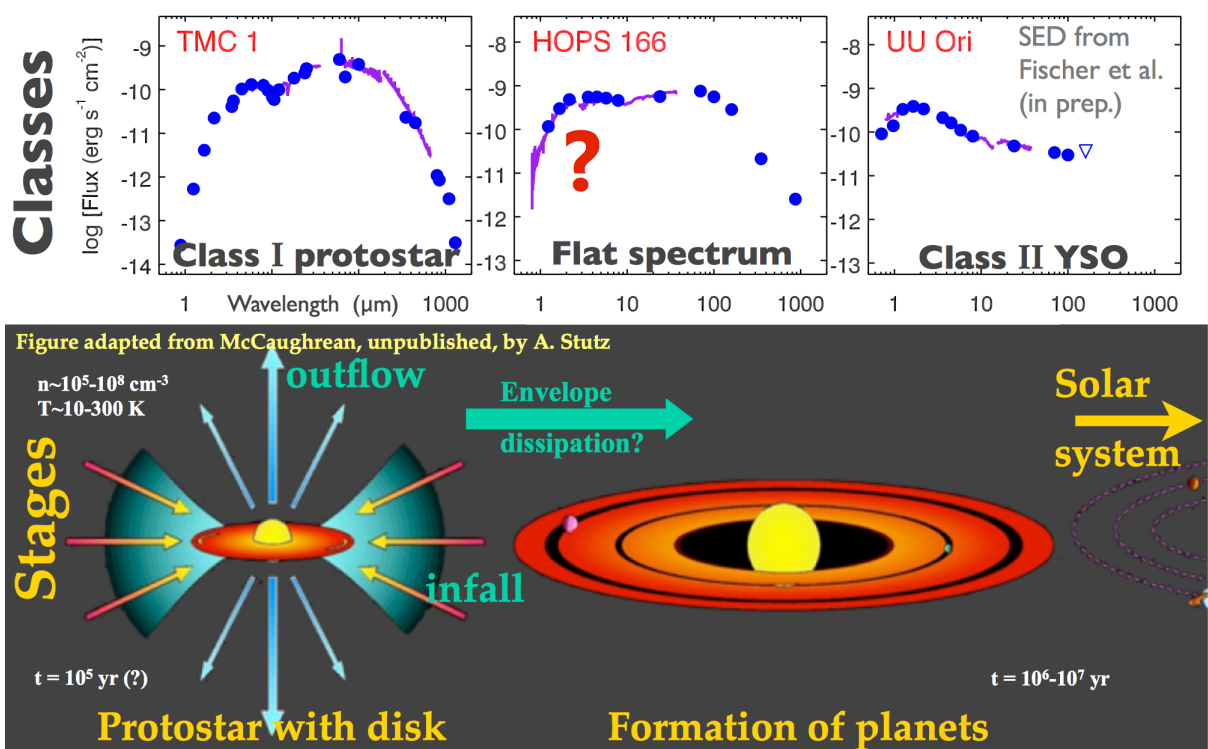 Classes
log [Flux (erg s⁻¹ cm⁻²)]
-9
-10
-11
-12
-13
-14
TMC 1
Class I protostar
1
Wavelength (μm)
1000
-8
-9
-10
-11
-12
-13
HOPS 166
?
Flat spectrum
1
10
100
1000
-8
-9
-10
-11
-12
-13
UU Ori
SED from
Fischer et al.
(in prep.)
Class II YSO
1
10
100
1000
Figure adapted from McCaughrean, unpublished, by A. Stutz
n~10⁵-10⁸ cm⁻³
T~10-300 K
outflow
Envelope
dissipation?
Solar
system
Stages
infall
t = 10⁵ yr (?)
t = 10⁶-10⁷ yr
Protostar with disk
Formation of planets